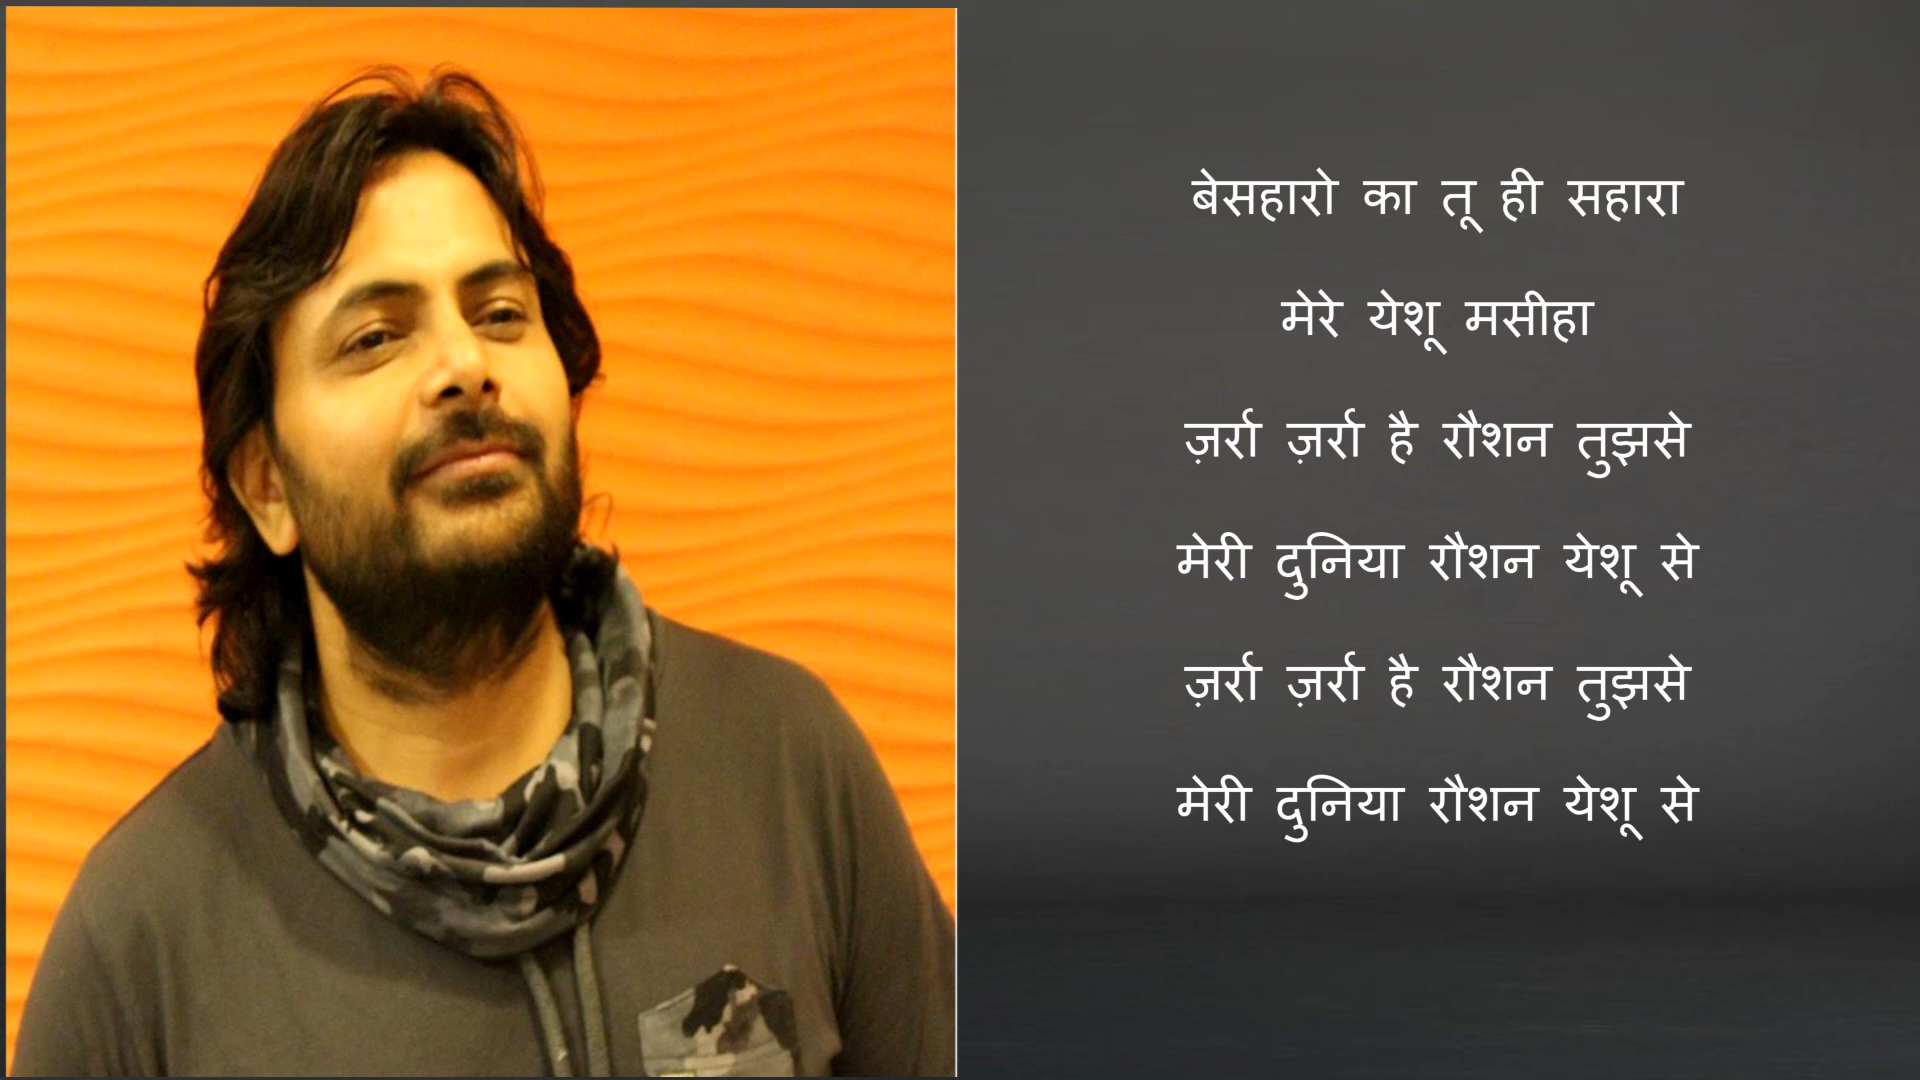 बेसहारो का तू ही सहारा
मेरे येशू मसीहा
ज़र्रा ज़र्रा है रौशन तुझसे
मेरी दुनिया रौशन येशू से
ज़र्रा ज़र्रा है रौशन तुझसे
मेरी दुनिया रौशन येशू से